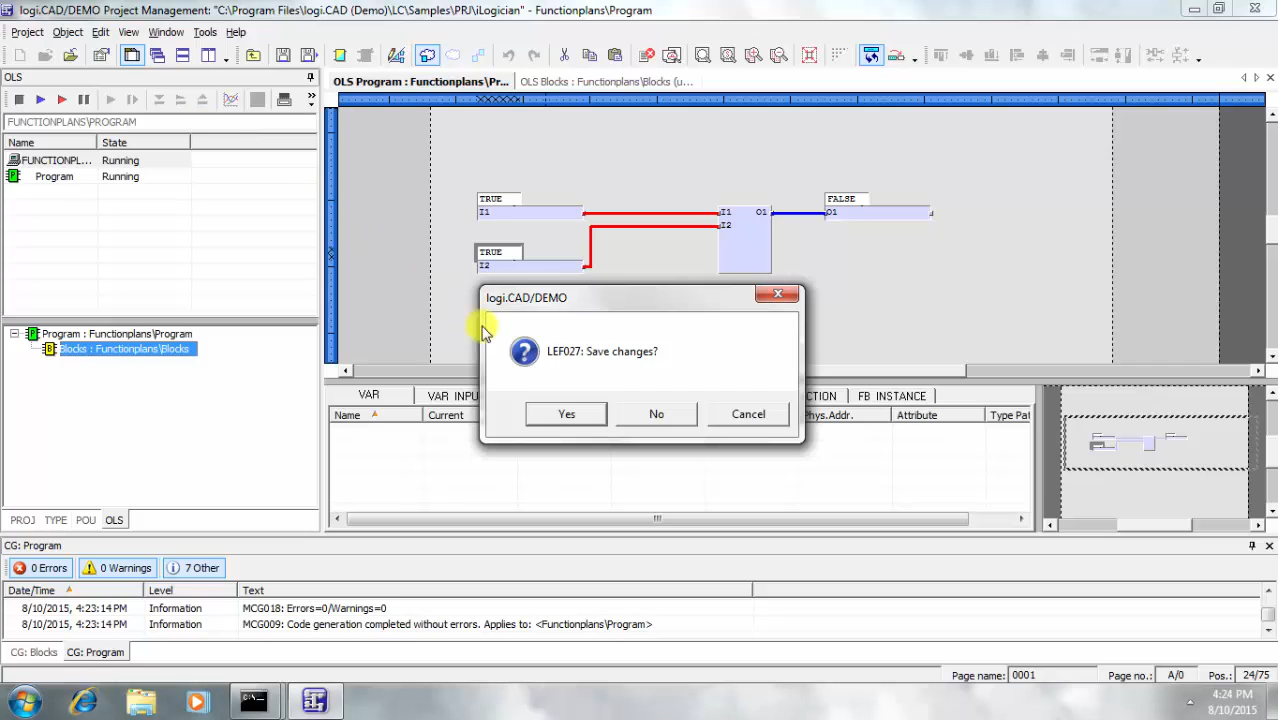 logi.CAD/DEMO Project Management: "C:\Program Files\logi.CAD (Demo)\LC\Samples\PRJ\iLogician" - Functionplans/Program
Project Object Edit View Window Tools Help
OLS
OLS Program : Functionplans\Pr...
OLS Blocks : Functionplans\Blocks (u...
FUNCTIONPLANS\PROGRAM
Name State
FUNCTIONPL... Running
Program Running
TRUE
I1
TRUE
I2
I1 O1
I2
FALSE
O1
logi.CAD/DEMO
LEF027: Save changes?
Yes No Cancel
Program : Functionplans\Program
Blocks : Functionplans\Blocks
VAR VAR INPU CTION FB INSTANCE
Name Current Phys.Addr. Attribute Type Pat
PROJ TYPE POU OLS
CG: Program
0 Errors 0 Warnings 7 Other
Date/Time Level Text
8/10/2015, 4:23:14 PM Information MCG018: Errors=0/Warnings=0
8/10/2015, 4:23:14 PM Information MCG009: Code generation completed without errors. Applies to: <Functionplans\Program>
CG: Blocks CG: Program
Page name: 0001 Page no.: A/0 Pos.: 24/75
C:\_
4:24 PM
8/10/2015